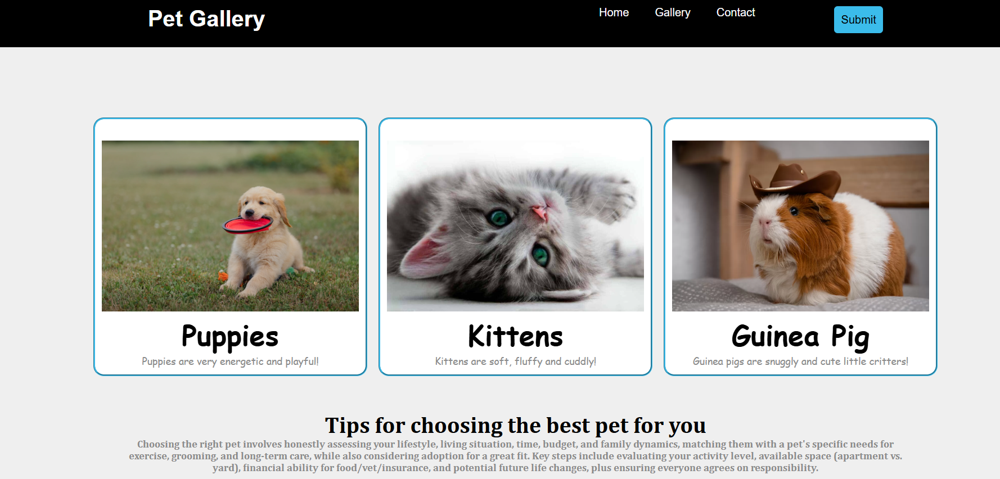 Pet Gallery
Home Gallery Contact
Submit
Puppies
Puppies are very energetic and playful!
Kittens
Kittens are soft, fluffy and cuddly!
Guinea Pig
Guinea pigs are snuggly and cute little critters!
Tips for choosing the best pet for you
Choosing the right pet involves honestly assessing your lifestyle, living situation, time, budget, and family dynamics, matching them with a pet's specific needs for
exercise, grooming, and long-term care, while also considering adoption for a great fit. Key steps include evaluating your activity level, available space (apartment vs.
yard), financial ability for food/vet/insurance, and potential future life changes, plus ensuring everyone agrees on responsibility.